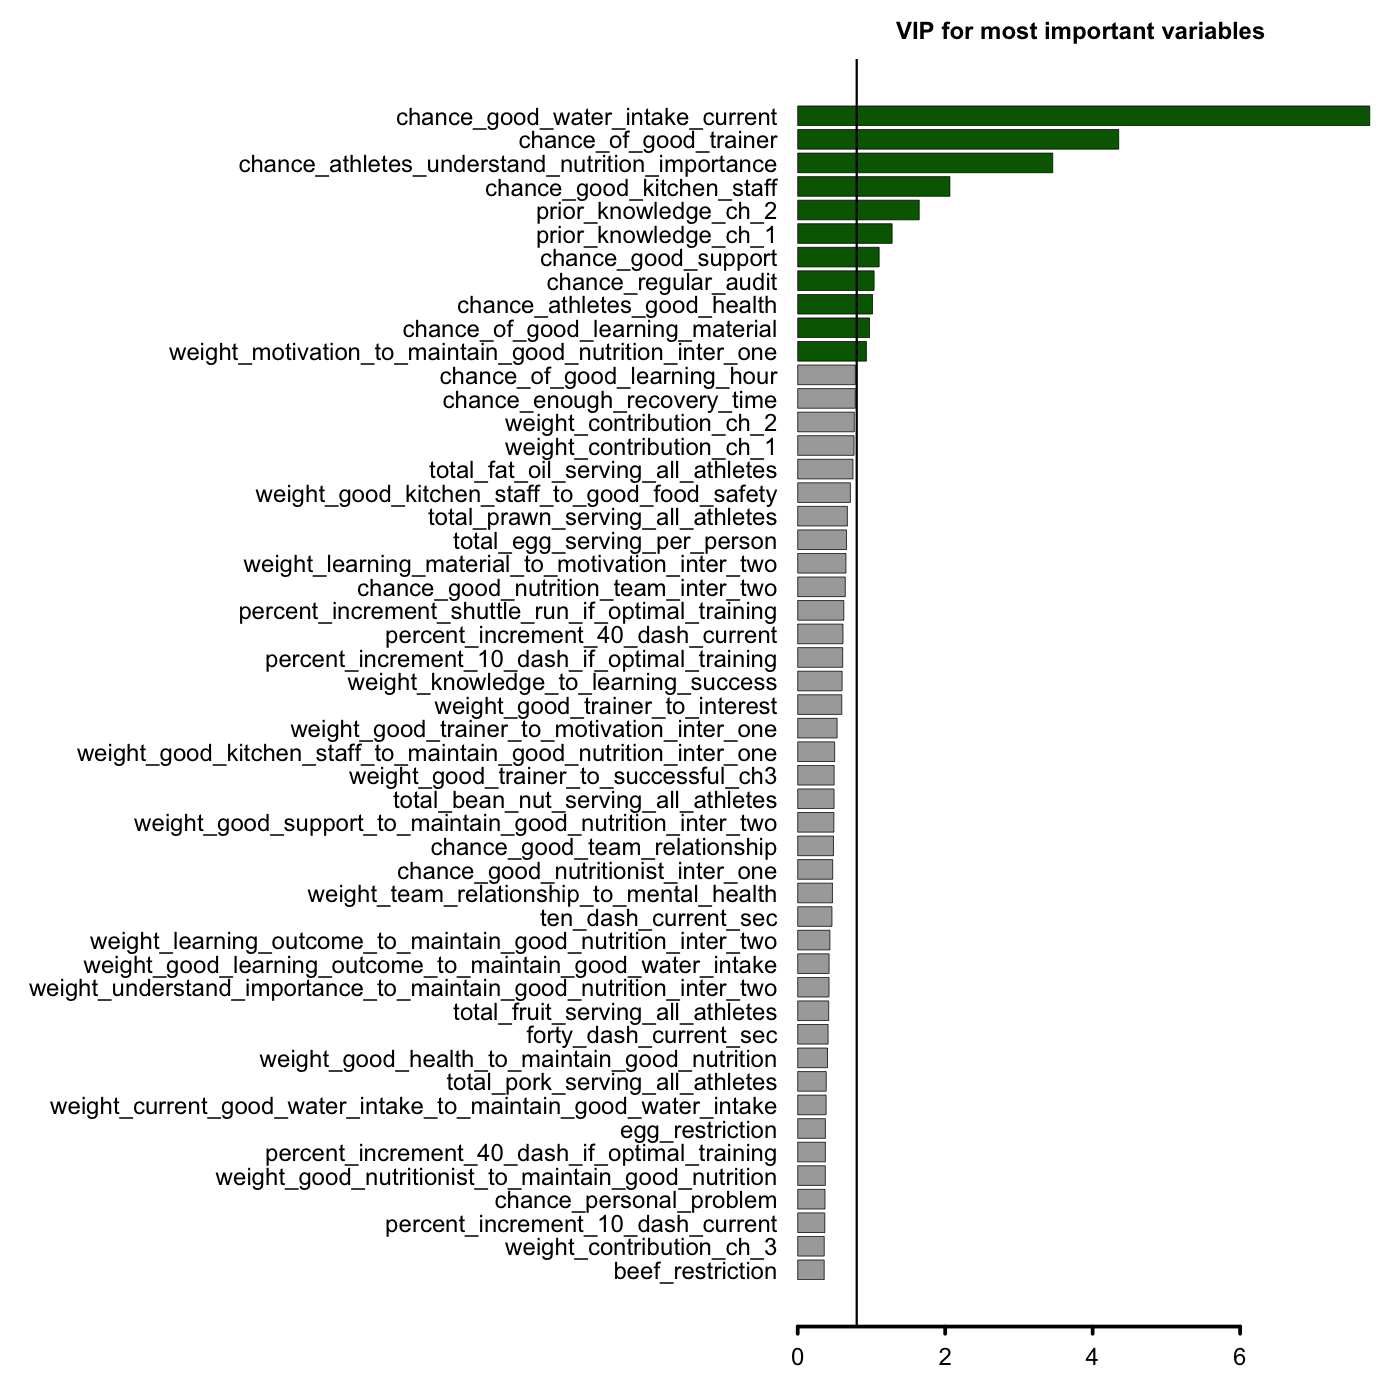 VIP for most important variables
chance_good_water_intake_current
chance_of_good_trainer
chance_athletes_understand_nutrition_importance
chance_good_kitchen_staff
prior_knowledge_ch_2
prior_knowledge_ch_1
chance_good_support
chance_regular_audit
chance_athletes_good_health
chance_of_good_learning_material
weight_motivation_to_maintain_good_nutrition_inter_one
chance_of_good_learning_hour
chance_enough_recovery_time
weight_contribution_ch_2
weight_contribution_ch_1
total_fat_oil_serving_all_athletes
weight_good_kitchen_staff_to_good_food_safety
total_prawn_serving_all_athletes
total_egg_serving_per_person
weight_learning_material_to_motivation_inter_two
chance_good_nutrition_team_inter_two
percent_increment_shuttle_run_if_optimal_training
percent_increment_40_dash_current
percent_increment_10_dash_if_optimal_training
weight_knowledge_to_learning_success
weight_good_trainer_to_interest
weight_good_trainer_to_motivation_inter_one
weight_good_kitchen_staff_to_maintain_good_nutrition_inter_one
weight_good_trainer_to_successful_ch3
total_bean_nut_serving_all_athletes
weight_good_support_to_maintain_good_nutrition_inter_two
chance_good_team_relationship
chance_good_nutritionist_inter_one
weight_team_relationship_to_mental_health
ten_dash_current_sec
weight_learning_outcome_to_maintain_good_nutrition_inter_two
weight_good_learning_outcome_to_maintain_good_water_intake
weight_understand_importance_to_maintain_good_nutrition_inter_two
total_fruit_serving_all_athletes
forty_dash_current_sec
weight_good_health_to_maintain_good_nutrition
total_pork_serving_all_athletes
weight_current_good_water_intake_to_maintain_good_water_intake
egg_restriction
percent_increment_40_dash_if_optimal_training
weight_good_nutritionist_to_maintain_good_nutrition
chance_personal_problem
percent_increment_10_dash_current
weight_contribution_ch_3
beef_restriction
0 2 4 6